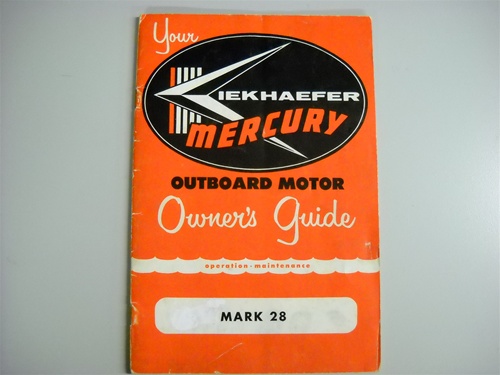 Your
KIEKHAEFER
MERCURY
OUTBOARD MOTOR
Owner's Guide
operation - maintenance
MARK 28